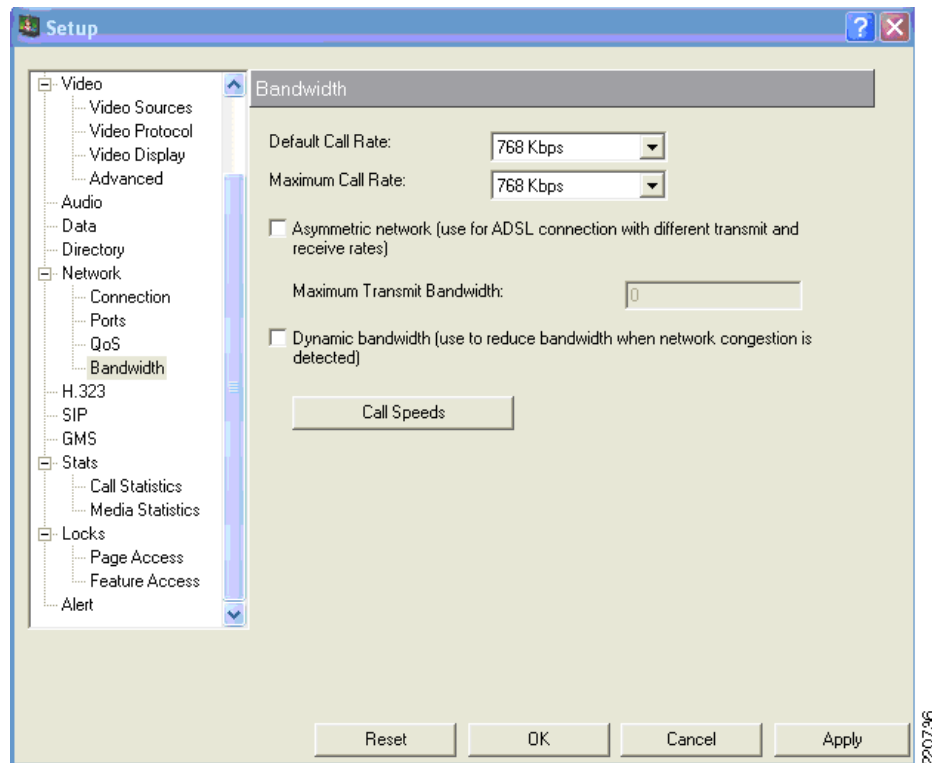 Setup
Video
Video Sources
Video Protocol
Video Display
Advanced
Audio
Data
Directory
Network
Connection
Ports
QoS
Bandwidth
H.323
SIP
GMS
Stats
Call Statistics
Media Statistics
Locks
Page Access
Feature Access
Alert
Bandwidth
Default Call Rate: 768 Kbps
Maximum Call Rate: 768 Kbps
Asymmetric network (use for ADSL connection with different transmit and
receive rates)
Maximum Transmit Bandwidth: 0
Dynamic bandwidth (use to reduce bandwidth when network congestion is
detected)
Call Speeds
Reset OK Cancel Apply
220736